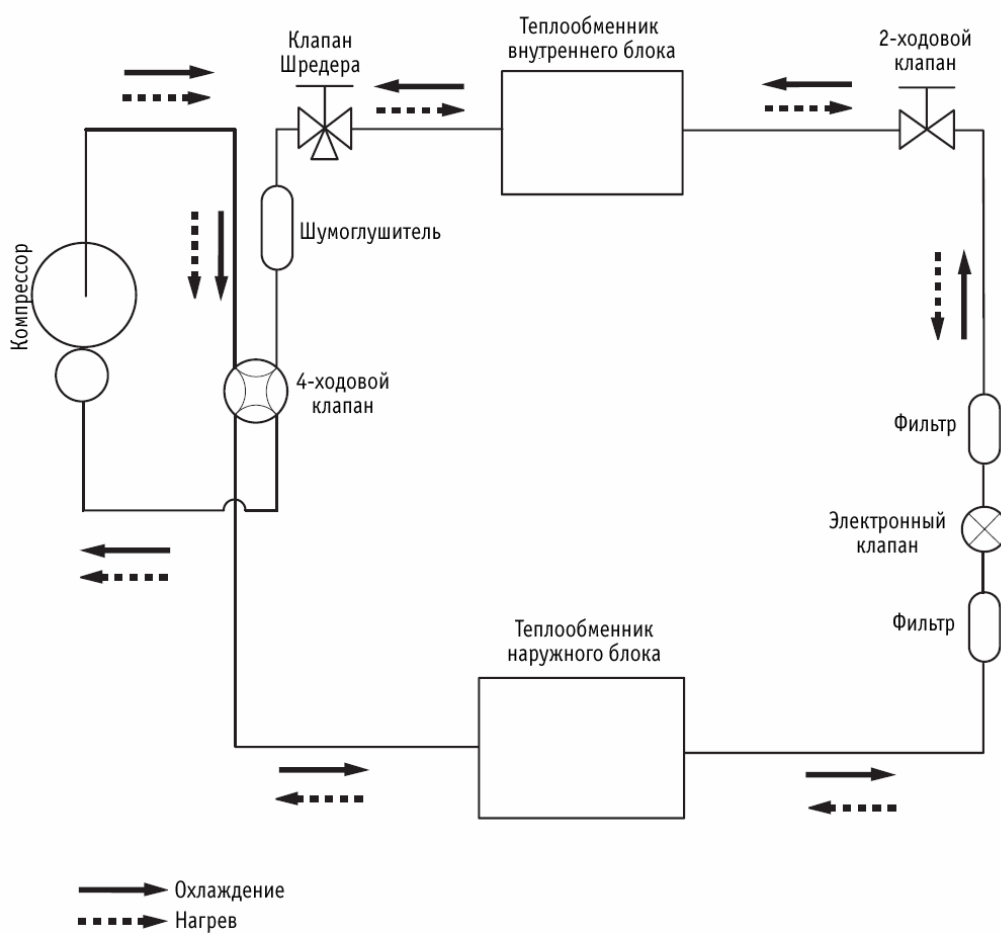 Теплообменник
внутреннего блока
2-ходовой
клапан
Клапан
Шредера
Шумоглушитель
Компрессор
4-ходовой
клапан
Фильтр
Электронный
клапан
Фильтр
Теплообменник
наружного блока
Охлаждение
Нагрев